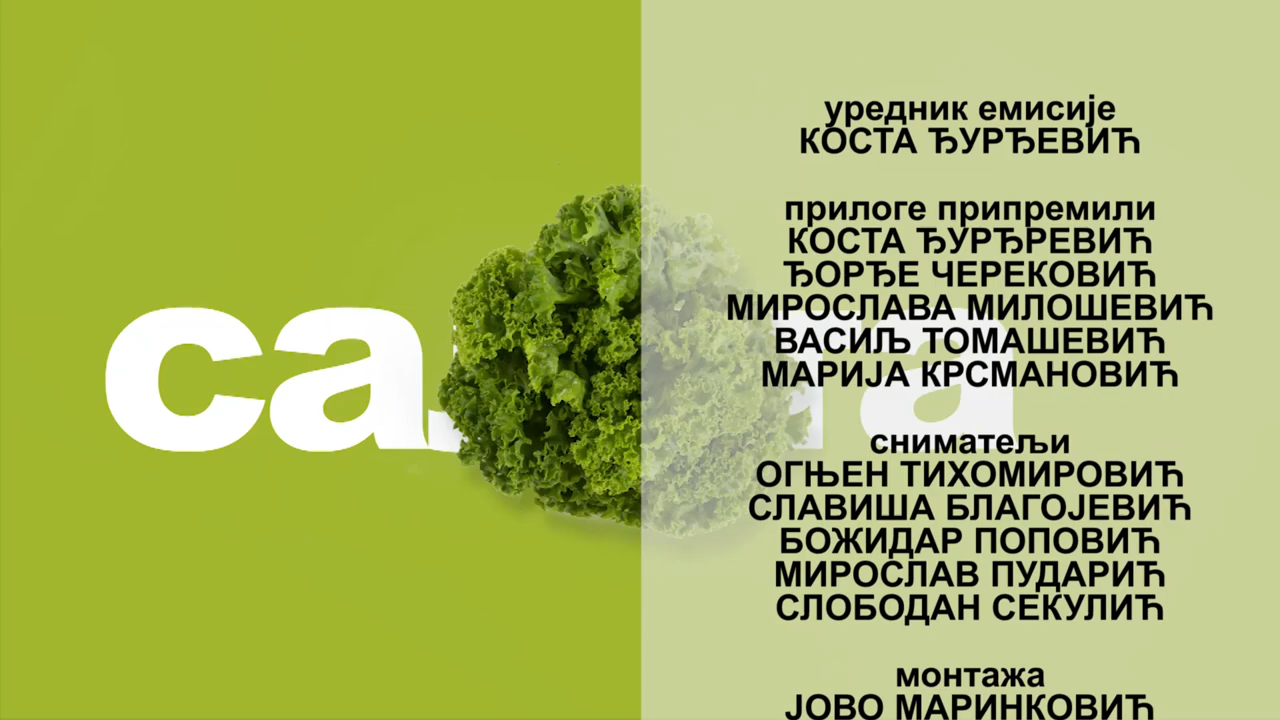 уредник емисије
КОСТА ЂУРЂЕВИЋ
прилоге припремили
КОСТА ЂУРЂРЕВИЋ
ЂОРЂЕ ЧЕРЕКОВИЋ
МИРОСЛАВА МИЛОШЕВИЋ
ВАСИЉ ТОМАШЕВИЋ
МАРИЈА КРСМАНОВИЋ
сниматељи
ОГЊЕН ТИХОМИРОВИЋ
СЛАВИША БЛАГОЈЕВИЋ
БОЖИДАР ПОПОВИЋ
МИРОСЛАВ ПУДАРИЋ
СЛОБОДАН СЕКУЛИЋ
монтажа
ЈОВО МАРИНКОВИЋ